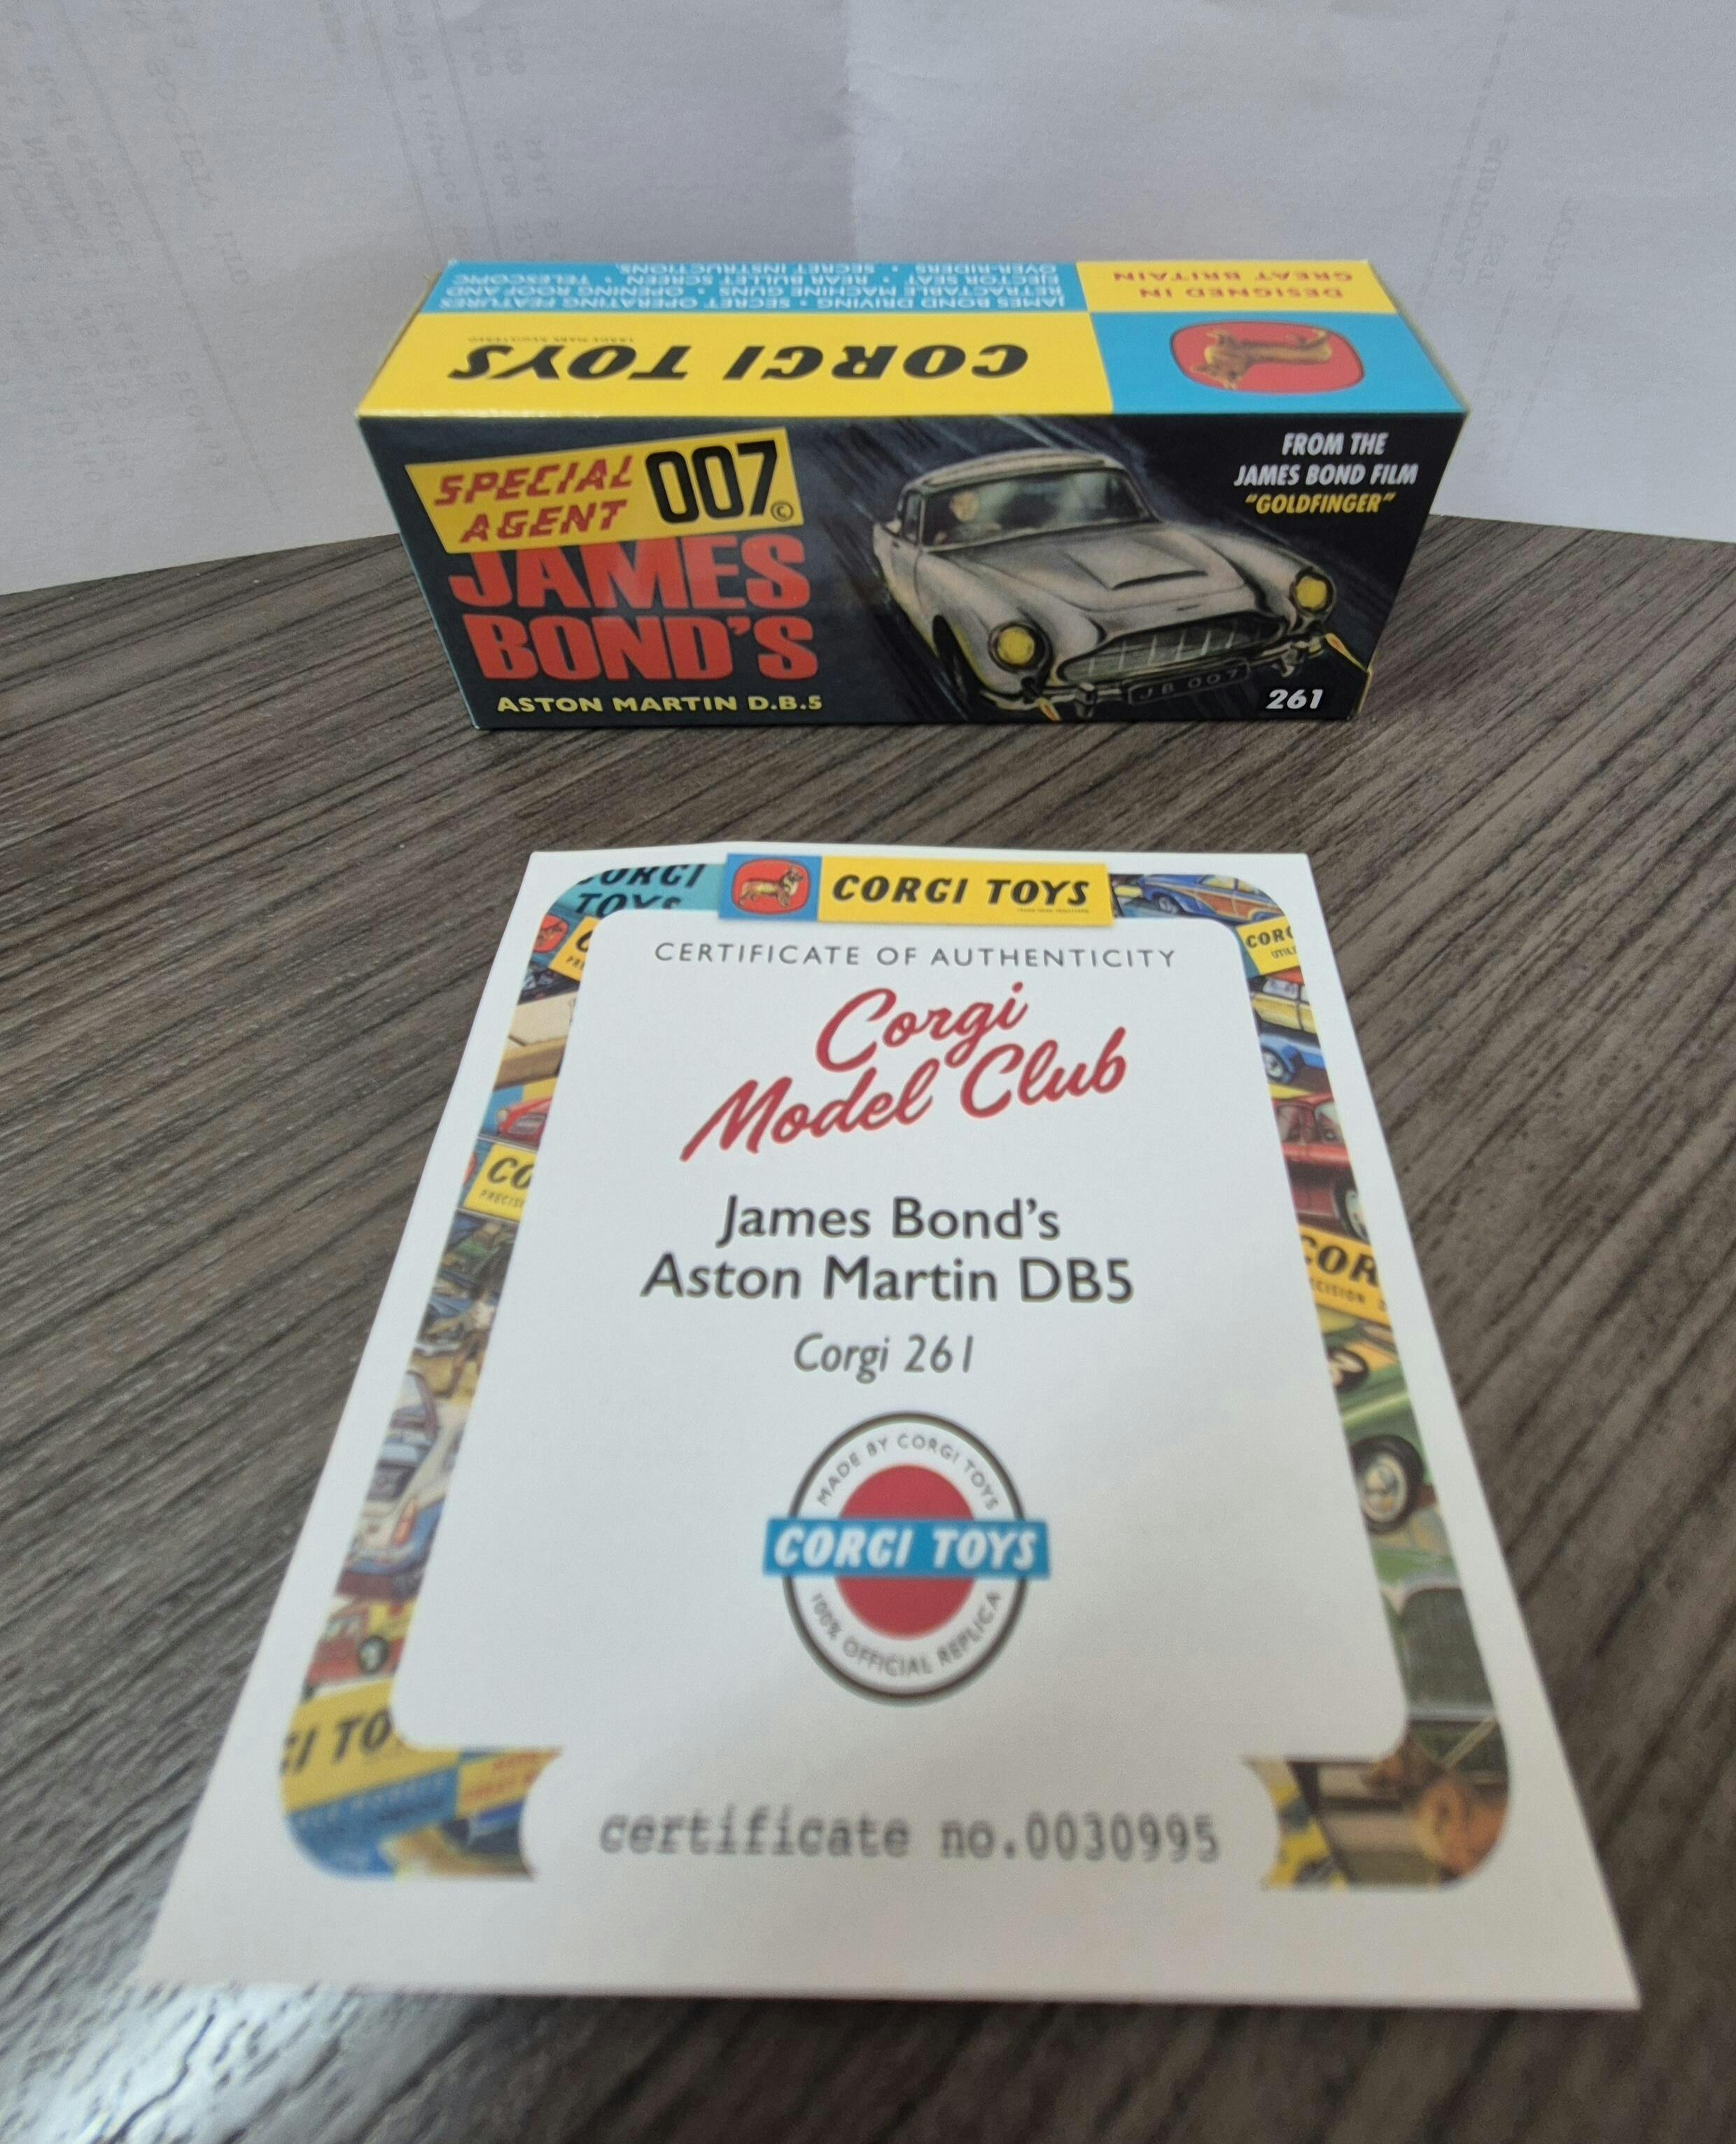 DESIGNED IN
GREAT BRITAIN
JAMES BOND DRIVING • SECRET OPERATING FEATURES
RETRACTABLE MACHINE GUNS • OPENING ROOF AND
EJECTOR SEAT • REAR BULLET SCREEN • TELESCOPIC
OVER-RIDERS • SECRET INSTRUCTIONS
CORGI TOYS
TRADE MARK REGISTERED
SPECIAL
AGENT
007©
JAMES
BOND'S
ASTON MARTIN D.B.5
FROM THE
JAMES BOND FILM
"GOLDFINGER"
JB 007
261
CORGI
TOYS
CORGI TOYS
CERTIFICATE OF AUTHENTICITY
Corgi
Model Club
James Bond's
Aston Martin DB5
Corgi 261
MADE BY CORGI TOYS
CORGI TOYS
100% OFFICIAL REPLICA
certificate no.0030995